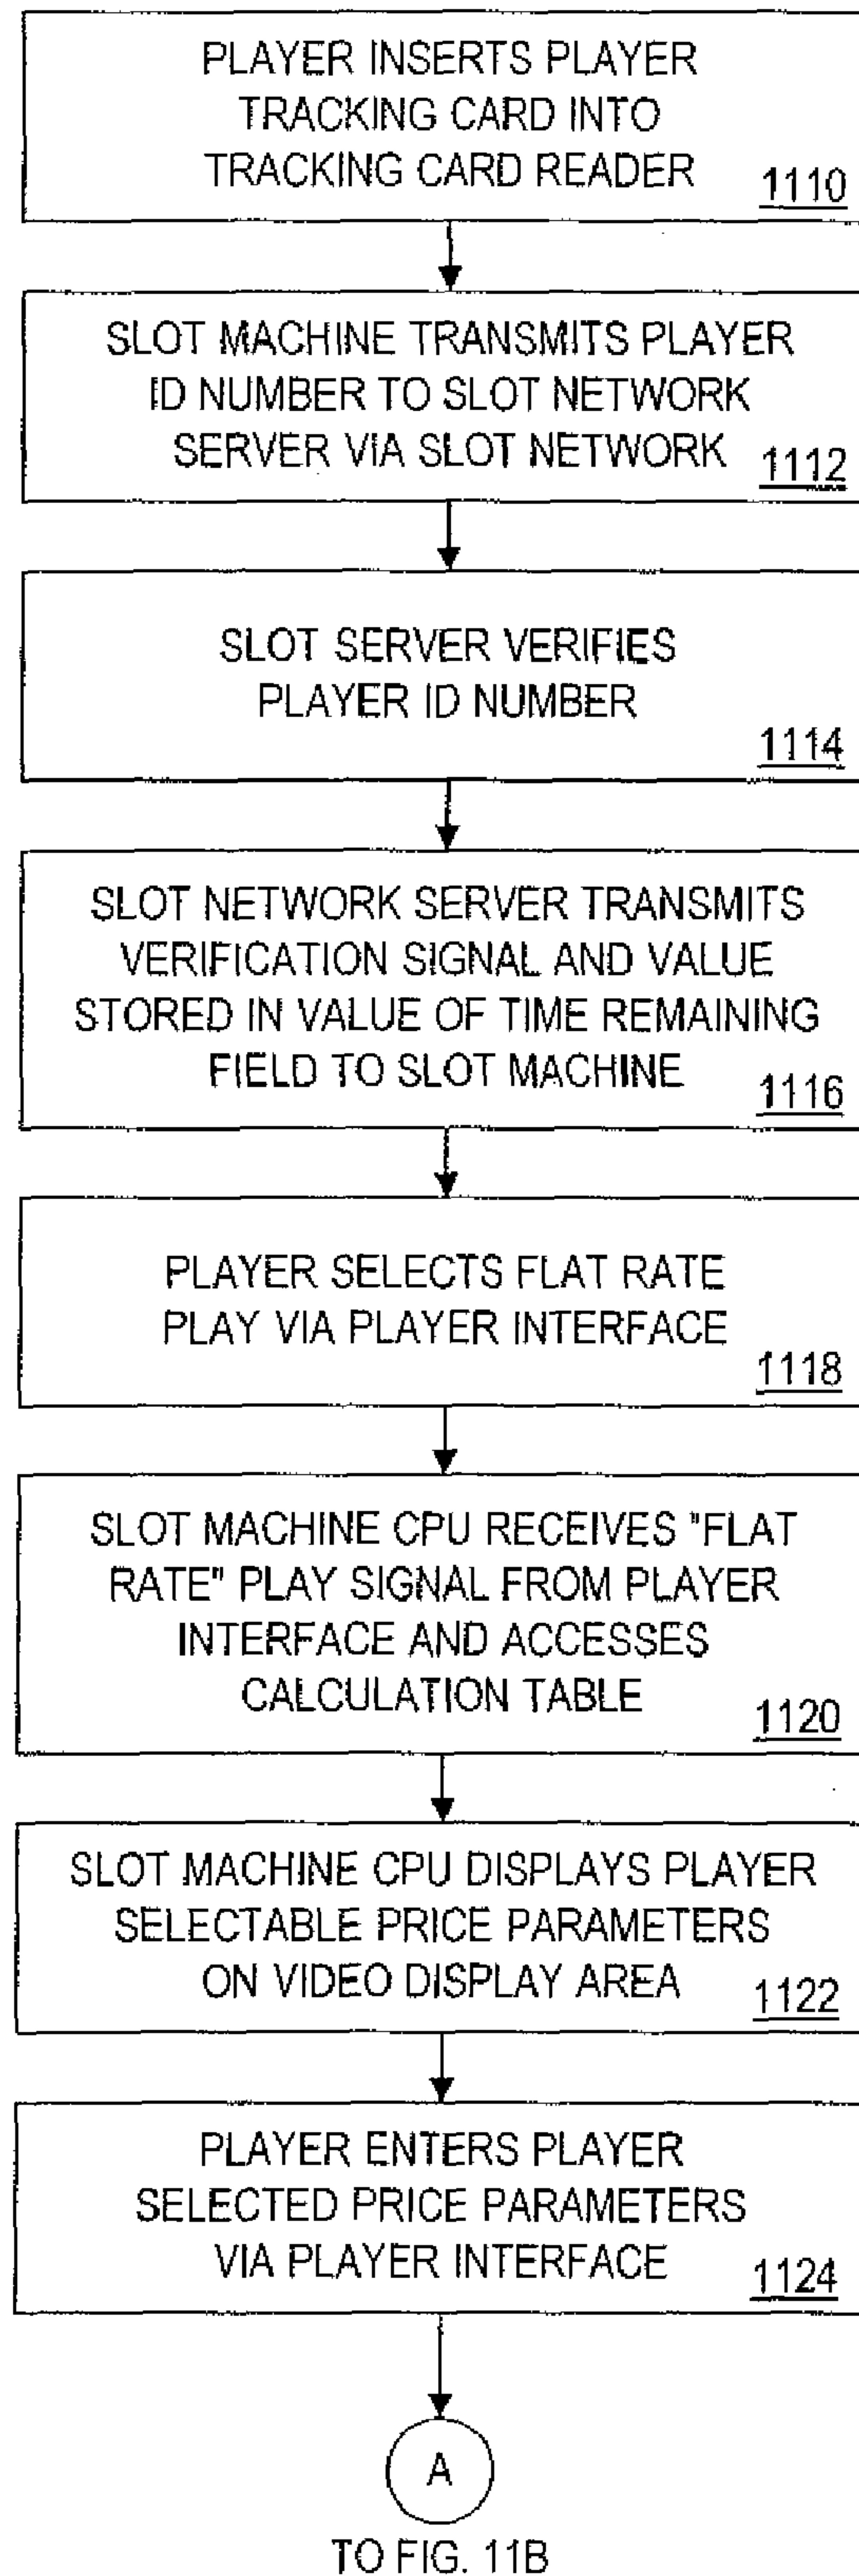 PLAYER INSERTS PLAYER
TRACKING CARD INTO
TRACKING CARD READER
1110
SLOT MACHINE TRANSMITS PLAYER
ID NUMBER TO SLOT NETWORK
SERVER VIA SLOT NETWORK
1112
SLOT SERVER VERIFIES
PLAYER ID NUMBER
1114
SLOT NETWORK SERVER TRANSMITS
VERIFICATION SIGNAL AND VALUE
STORED IN VALUE OF TIME REMAINING
FIELD TO SLOT MACHINE
1116
PLAYER SELECTS FLAT RATE
PLAY VIA PLAYER INTERFACE
1118
SLOT MACHINE CPU RECEIVES "FLAT
RATE" PLAY SIGNAL FROM PLAYER
INTERFACE AND ACCESSES
CALCULATION TABLE
1120
SLOT MACHINE CPU DISPLAYS PLAYER
SELECTABLE PRICE PARAMETERS
ON VIDEO DISPLAY AREA
1122
PLAYER ENTERS PLAYER
SELECTED PRICE PARAMETERS
VIA PLAYER INTERFACE
1124
A
TO FIG. 11B